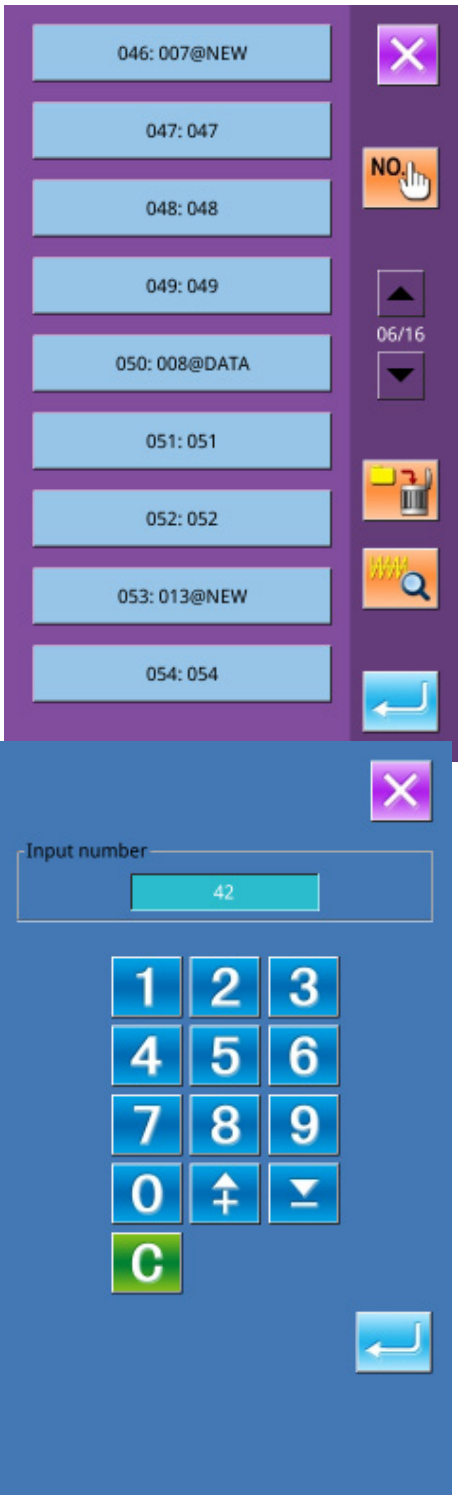 046: 007@NEW
047: 047
NO.
048: 048
049: 049
06/16
050: 008@DATA
051: 051
052: 052
053: 013@NEW
054: 054
Input number
42
1 2 3
4 5 6
7 8 9
0
C